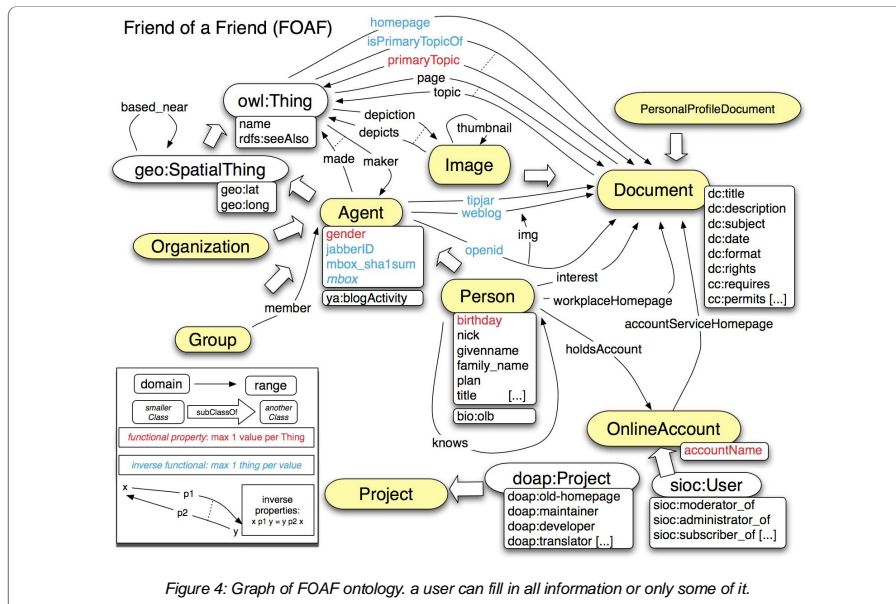 Friend of a Friend (FOAF)
homepage
isPrimaryTopicOf
primaryTopic
page
topic
owl:Thing
name
rdfs:seeAlso
based_near
depiction
depicts
thumbnail
PersonalProfileDocument
geo:SpatialThing
geo:lat
geo:long
made
maker
Image
Document
dc:title
dc:description
dc:subject
dc:date
dc:format
dc:rights
cc:requires
cc:permits [...]
Agent
gender
jabberID
mbox_sha1sum
mbox
ya:blogActivity
tipjar
weblog
img
openid
Organization
member
Group
Person
birthday
nick
givenname
family_name
plan
title [...]
bio:olb
interest
workplaceHomepage
accountServiceHomepage
holdsAccount
knows
OnlineAccount
accountName
domain
range
smaller
Class
subClassOf
another
Class
functional property: max 1 value per Thing
inverse functional: max 1 thing per value
x
p1
p2
y
inverse
properties:
x p1 y = y p2 x
Project
doap:Project
doap:old-homepage
doap:maintainer
doap:developer
doap:translator [...]
sioc:User
sioc:moderator_of
sioc:administrator_of
sioc:subscriber_of [...]
Figure 4: Graph of FOAF ontology. a user can fill in all information or only some of it.